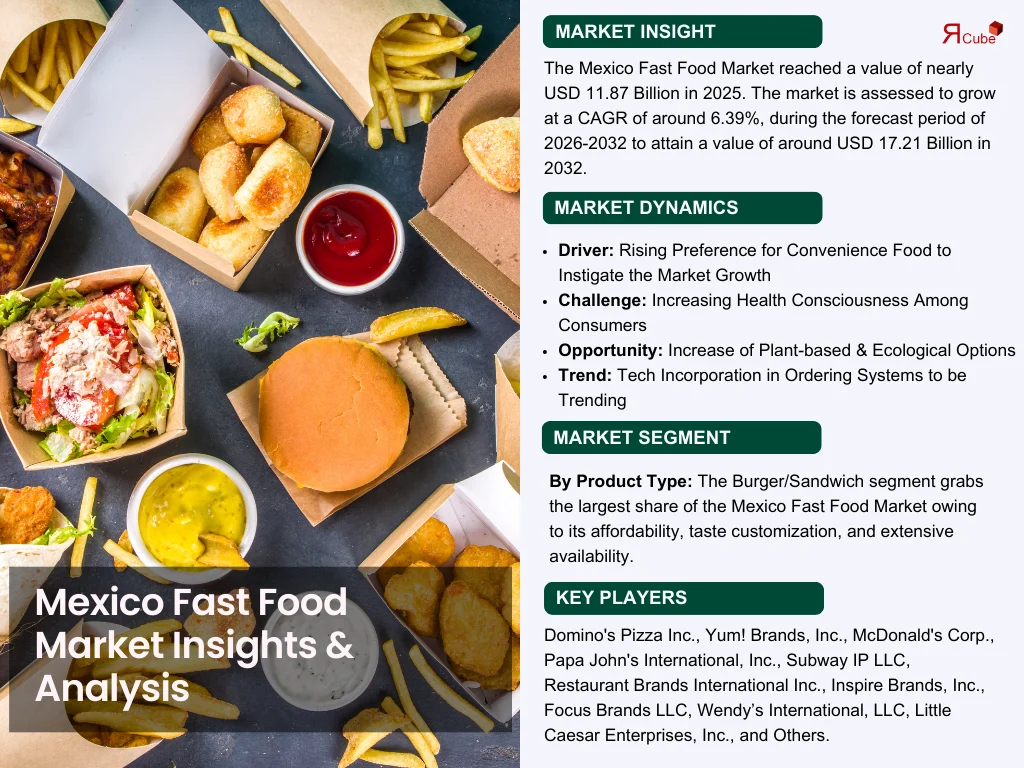 Mexico Fast Food
Market Insights &
Analysis
MARKET INSIGHT
ЯCube
The Mexico Fast Food Market reached a value of nearly
USD 11.87 Billion in 2025. The market is assessed to grow
at a CAGR of around 6.39%, during the forecast period of
2026-2032 to attain a value of around USD 17.21 Billion in
2032.
MARKET DYNAMICS
• Driver: Rising Preference for Convenience Food to
Instigate the Market Growth
• Challenge: Increasing Health Consciousness Among
Consumers
• Opportunity: Increase of Plant-based & Ecological Options
• Trend: Tech Incorporation in Ordering Systems to be
Trending
MARKET SEGMENT
By Product Type: The Burger/Sandwich segment grabs
the largest share of the Mexico Fast Food Market owing
to its affordability, taste customization, and extensive
availability.
KEY PLAYERS
Domino's Pizza Inc., Yum! Brands, Inc., McDonald's Corp.,
Papa John's International, Inc., Subway IP LLC,
Restaurant Brands International Inc., Inspire Brands, Inc.,
Focus Brands LLC, Wendy’s International, LLC, Little
Caesar Enterprises, Inc., and Others.